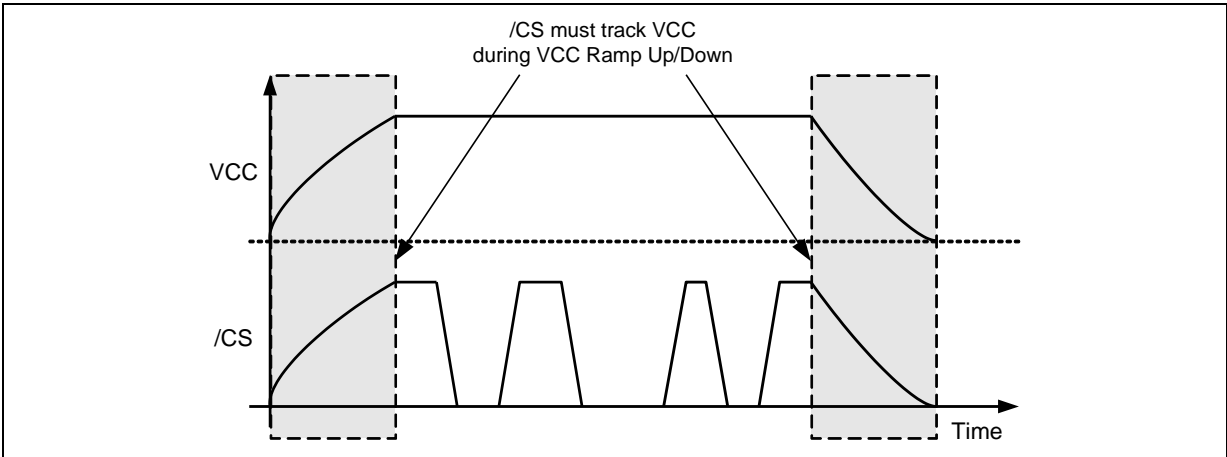 /CS must track VCC
during VCC Ramp Up/Down
VCC
/CS
Time